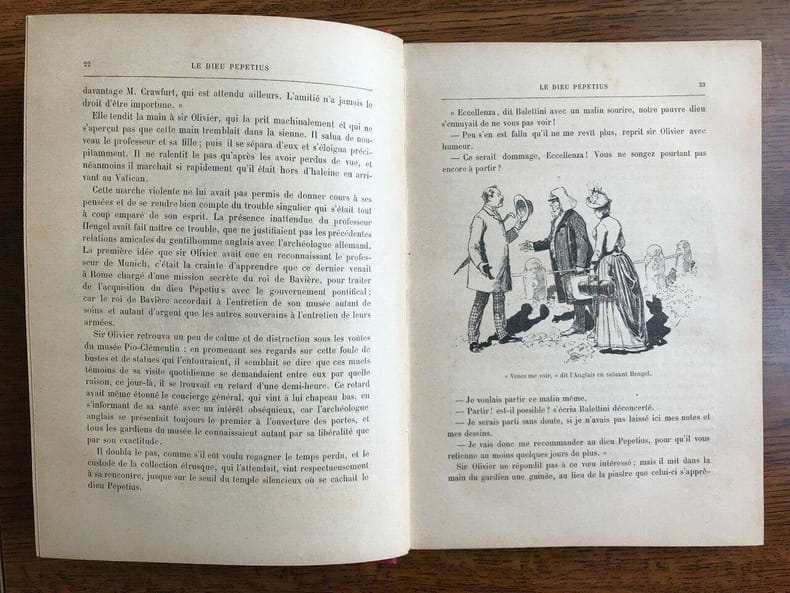 22
LE DIEU PEPETIUS
davantage M. Crawfurt, qui est attendu ailleurs. L'amitié n'a jamais le
droit d'être importune. »
Elle tendit la main à sir Olivier, qui la prit machinalement et qui ne
s'aperçut pas que cette main tremblait dans la sienne. Il salua de nou-
veau le professeur et sa fille; puis il se sépara d'eux et s'éloigna préci-
pitamment. Il ne ralentit le pas qu'après les avoir perdus de vue, et
néanmoins il marchait si rapidement qu'il était hors d'haleine en arri-
vant au Vatican.
Cette marche violente ne lui avait pas permis de donner cours à ses
pensées et de se rendre bien compte du trouble singulier qui s'était tout
à coup emparé de son esprit. La présence inattendue du professeur
Hengel avait fait naître ce trouble, que ne justifiaient pas les précédentes
relations amicales du gentilhomme anglais avec l'archéologue allemand.
La première idée que sir Olivier avait eue en reconnaissant le profes-
seur de Munich, c'était la crainte d'apprendre que ce dernier venait
à Rome chargé d'une mission secrète du roi de Bavière, pour traiter
de l'acquisition du dieu Pepetius avec le gouvernement pontifical;
car le roi de Bavière accordait à l'entretien de son musée autant de
soins et autant d'argent que les autres souverains à l'entretien de leurs
armées.
Sir Olivier retrouva un peu de calme et de distraction sous les voûtes
du musée Pio-Clémentin : en promenant ses regards sur cette foule de
bustes et de statues qui l'entouraient, il semblait se dire que ces muets
témoins de sa visite quotidienne se demandaient entre eux par quelle
raison, ce jour-là, il se trouvait en retard d'une demi-heure. Ce retard
avait même étonné le concierge général, qui vint à lui chapeau bas, en
s'informant de sa santé avec un intérêt obséquieux, car l'archéologue
anglais se présentait toujours le premier à l'ouverture des portes, et
tous les gardiens du musée le connaissaient autant par sa libéralité que
par son exactitude.
Il doubla le pas, comme s'il eût voulu regagner le temps perdu, et le
custode de la collection étrusque, qui l'attendait, vint respectueusement
à sa rencontre, jusque sur le seuil du temple silencieux où se cachait le
dieu Pepetius.
LE DIEU PEPETIUS
23
« Eccellenza, dit Balettini avec un malin sourire, notre pauvre dieu
s'ennuyait de ne vous pas voir !
— Peu s'en est fallu qu'il ne me revît plus, reprit sir Olivier avec
humeur.
— Ce serait dommage, Eccellenza ! Vous ne songez pourtant pas
encore à partir ?
« Venez me voir, » dit l'Anglais en saluant Hengel.
— Je voulais partir ce matin même.
— Partir! est-il possible ? s'écria Balettini déconcerté.
— Je serais parti sans doute, si je n'avais pas laissé ici mes notes et
mes dessins.
— Je vais donc me recommander au dieu Pepetius, pour qu'il vous
retienne au moins quelques jours de plus. »
Sir Olivier ne répondit pas à ce vœu intéressé; mais il mit dans la
main du gardien une guinée, au lieu de la piastre que celui-ci s'apprê-